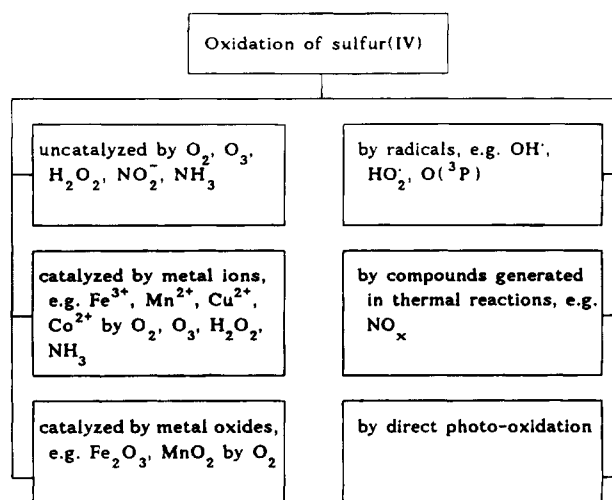 Oxidation of sulfur(IV)
uncatalyzed by O₂, O₃,
H₂O₂, NO₂⁻, NH₃
catalyzed by metal ions,
e.g. Fe³⁺, Mn²⁺, Cu²⁺,
Co²⁺ by O₂, O₃, H₂O₂,
NH₃
catalyzed by metal oxides,
e.g. Fe₂O₃, MnO₂ by O₂
by radicals, e.g. OH·,
HO₂·, O(³P)
by compounds generated
in thermal reactions, e.g.
NOₓ
by direct photo-oxidation